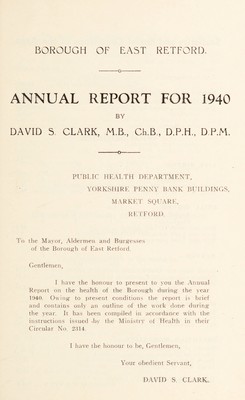 BOROUGH OF EAST RETFORD.
ANNUAL REPORT FOR 1940
BY
DAVID S. CLARK, M.B., Ch.B., D.P.H., D.P.M.
PUBLIC HEALTH DEPARTMENT,
YORKSHIRE PENNY BANK BUILDINGS,
MARKET SQUARE,
RETFORD.
To the Mayor, Aldermen and Burgesses
of the Borough of East Retford.
Gentlemen,
I have the honour to present to you the Annual
Report on the health of the Borough during the year
1940. Owing to present conditions the report is brief
and contains only an outline of the work done during
the year. It has been compiled in accordance with the
instructions issued by the Ministry of Health in their
Circular No. 2314.
I have the honour to be, Gentlemen,
Your obedient Servant,
DAVID S. CLARK.